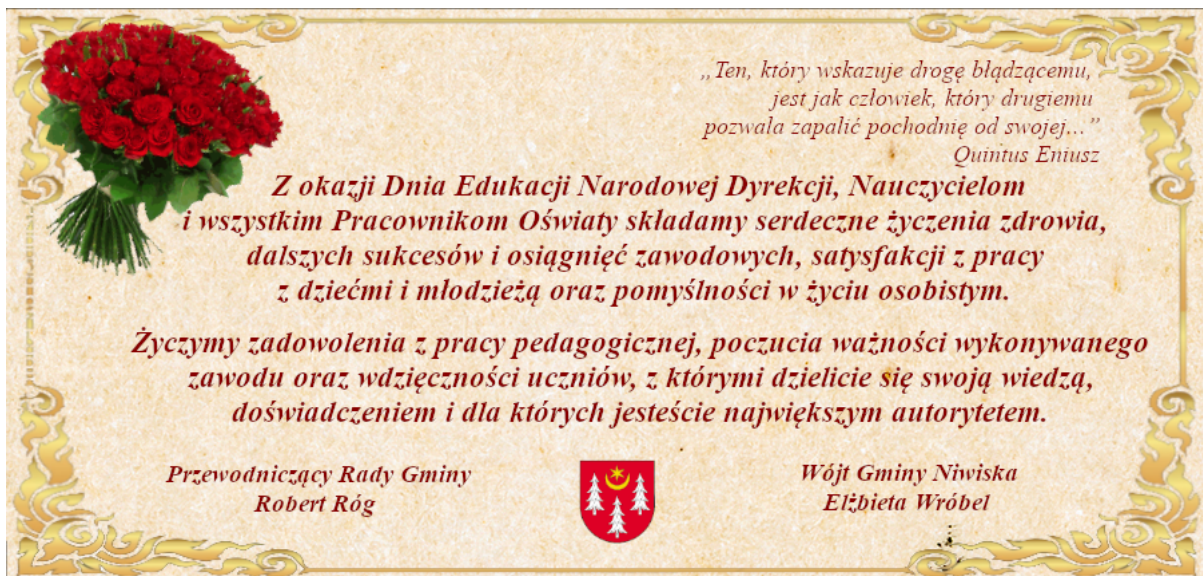 „Ten, który wskazuje drogę błądzącemu,
jest jak człowiek, który drugiemu
pozwala zapalić pochodnię od swojej...”
Quintus Eniusz
Z okazji Dnia Edukacji Narodowej Dyrekcji, Nauczycielom
i wszystkim Pracownikom Oświaty składamy serdeczne życzenia zdrowia,
dalszych sukcesów i osiągnięć zawodowych, satysfakcji z pracy
z dziećmi i młodzieżą oraz pomyślności w życiu osobistym.
Życzymy zadowolenia z pracy pedagogicznej, poczucia ważności wykonywanego
zawodu oraz wdzięczności uczniów, z którymi dzielicie się swoją wiedzą,
doświadczeniem i dla których jesteście największym autorytetem.
Przewodniczący Rady Gminy
Robert Róg
Wójt Gminy Niwiska
Elżbieta Wróbel